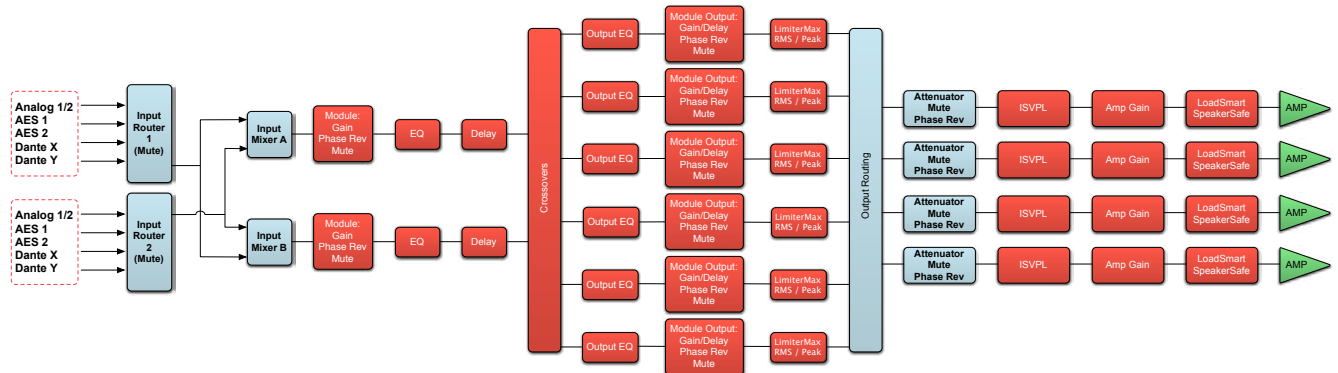 Analog 1/2
AES 1
AES 2
Dante X
Dante Y
Input
Router
1
(Mute)
Analog 1/2
AES 1
AES 2
Dante X
Dante Y
Input
Router
2
(Mute)
Input
Mixer A
Module:
Gain
Phase Rev
Mute
EQ
Delay
Input
Mixer B
Module:
Gain
Phase Rev
Mute
EQ
Delay
Crossovers
Output EQ
Module Output:
Gain/Delay
Phase Rev
Mute
LimiterMax
RMS / Peak
Output EQ
Module Output:
Gain/Delay
Phase Rev
Mute
LimiterMax
RMS / Peak
Output EQ
Module Output:
Gain/Delay
Phase Rev
Mute
LimiterMax
RMS / Peak
Output EQ
Module Output:
Gain/Delay
Phase Rev
Mute
LimiterMax
RMS / Peak
Output EQ
Module Output:
Gain/Delay
Phase Rev
Mute
LimiterMax
RMS / Peak
Output EQ
Module Output:
Gain/Delay
Phase Rev
Mute
LimiterMax
RMS / Peak
Output Routing
Attenuator
Mute
Phase Rev
ISVPL
Amp Gain
LoadSmart
SpeakerSafe
AMP
Attenuator
Mute
Phase Rev
ISVPL
Amp Gain
LoadSmart
SpeakerSafe
AMP
Attenuator
Mute
Phase Rev
ISVPL
Amp Gain
LoadSmart
SpeakerSafe
AMP
Attenuator
Mute
Phase Rev
ISVPL
Amp Gain
LoadSmart
SpeakerSafe
AMP